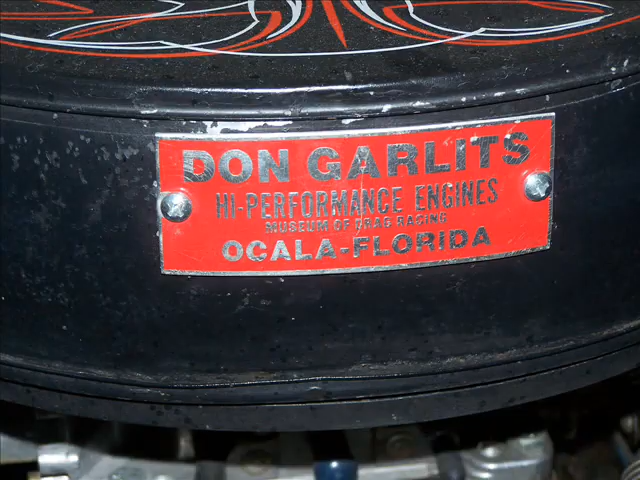 DON GARLITS
HI-PERFORMANCE ENGINES
MUSEUM OF DRAG RACING
OCALA-FLORIDA